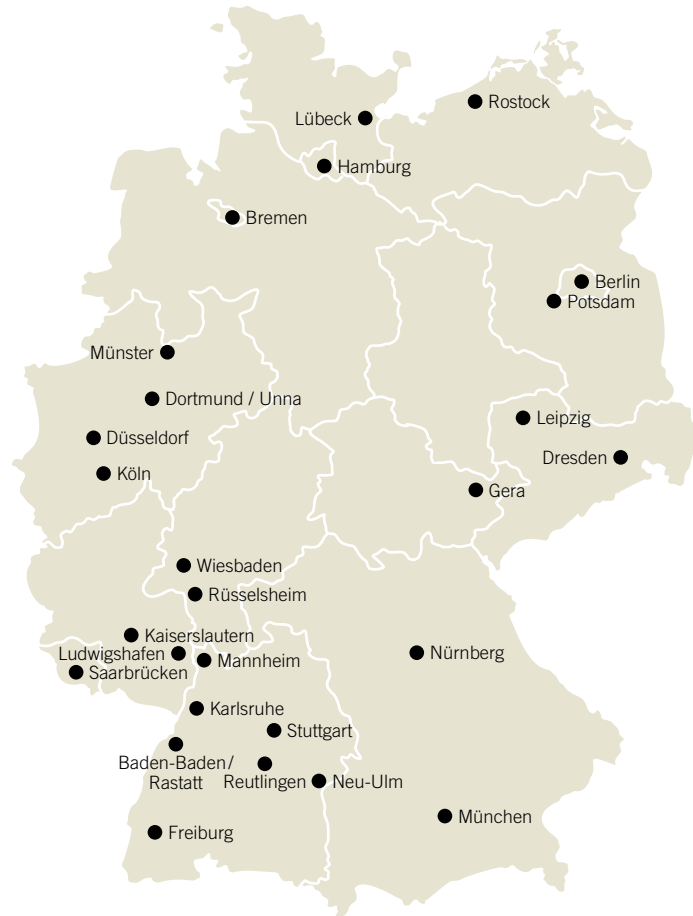 Rostock
Lübeck
Hamburg
Bremen
Berlin
Potsdam
Münster
Dortmund / Unna
Leipzig
Düsseldorf
Dresden
Köln
Gera
Wiesbaden
Rüsselsheim
Kaiserslautern
Ludwigshafen
Mannheim
Nürnberg
Saarbrücken
Karlsruhe
Stuttgart
Baden-Baden/
Rastatt
Reutlingen
Neu-Ulm
München
Freiburg